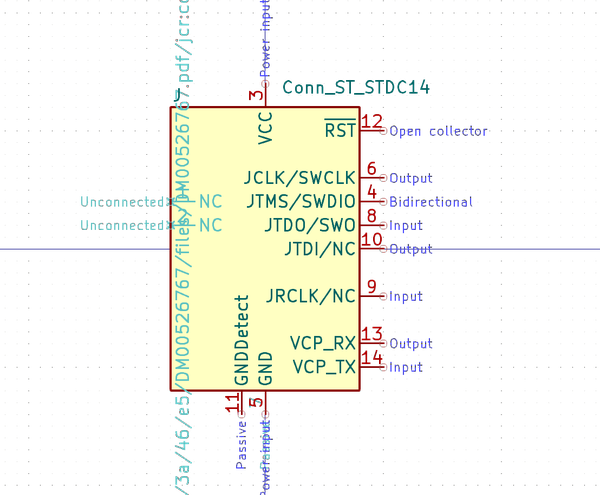 Power input
3
Conn_ST_STDC14
VCC
RST 12 Open collector
JCLK/SWCLK 6 Output
Unconnected NC JTMS/SWDIO 4 Bidirectional
Unconnected NC JTDO/SWO 8 Input
JTDI/NC 10 Output
JRCLK/NC 9 Input
VCP_RX 13 Output
VCP_TX 14 Input
GNDDetect
GND
11
5
Passive
Power input
/3a/46/e5/DM00526767/files/DM00526767.pdf/jcr:co